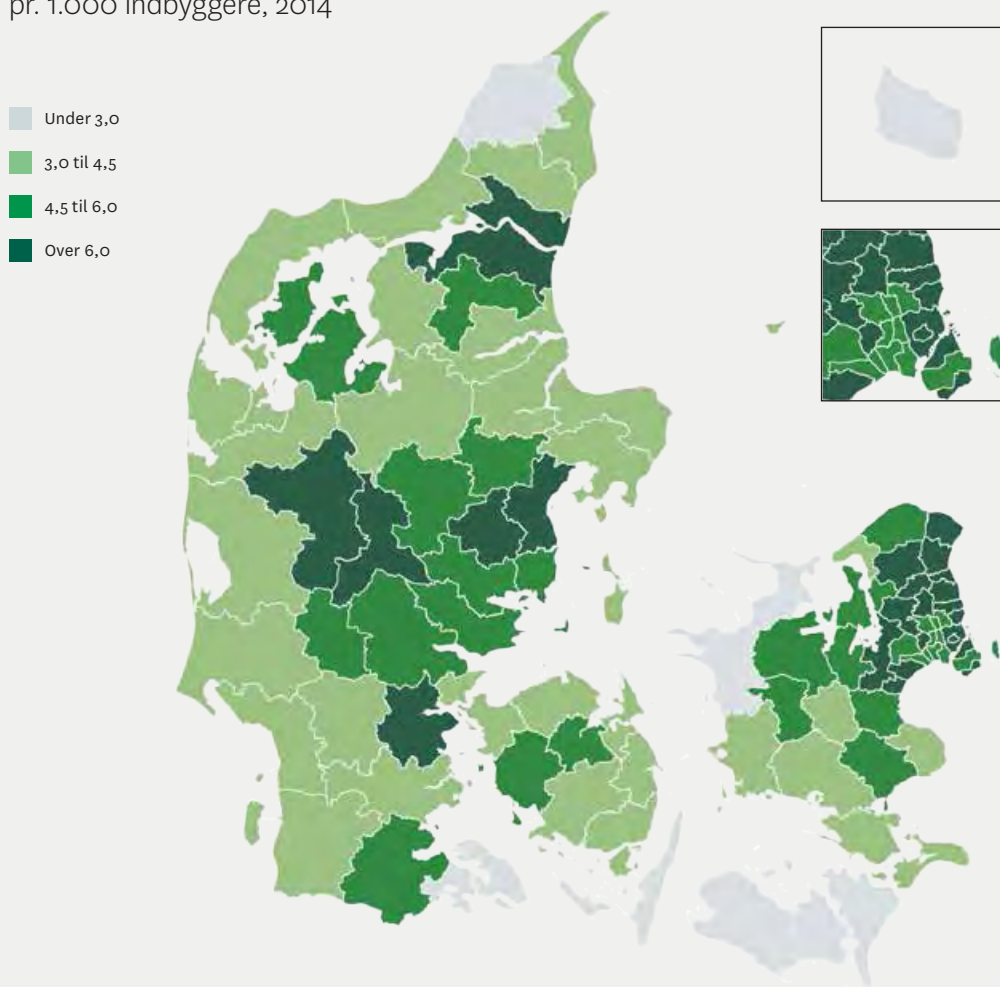 pr. 1.000 indbyggere, 2014
Under 3,0
3,0 til 4,5
4,5 til 6,0
Over 6,0